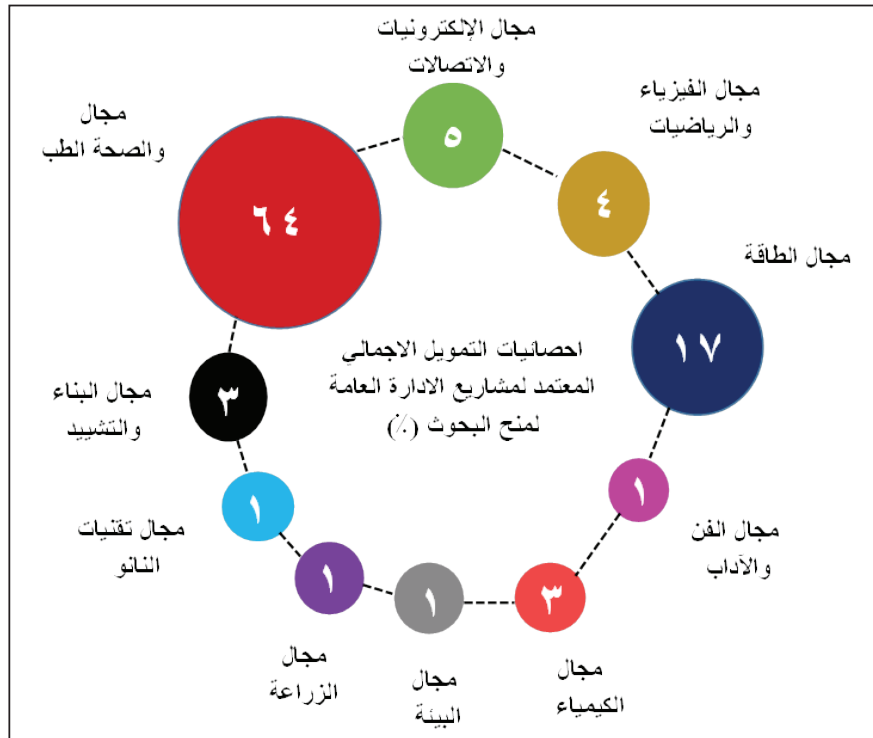 مجال الإلكترونيات
والاتصالات
٥
مجال الفيزياء
والرياضيات
٤
مجال الطاقة
١٧
مجال الفن
والآداب
١
مجال
الكيمياء
٣
مجال
البيئة
١
مجال
الزراعة
١
مجال تقنيات
النانو
١
مجال البناء
والتشييد
٣
مجال
والصحة الطب
٦٤
احصائيات التمويل الاجمالي
المعتمد لمشاريع الادارة العامة
لمنح البحوث (٪)